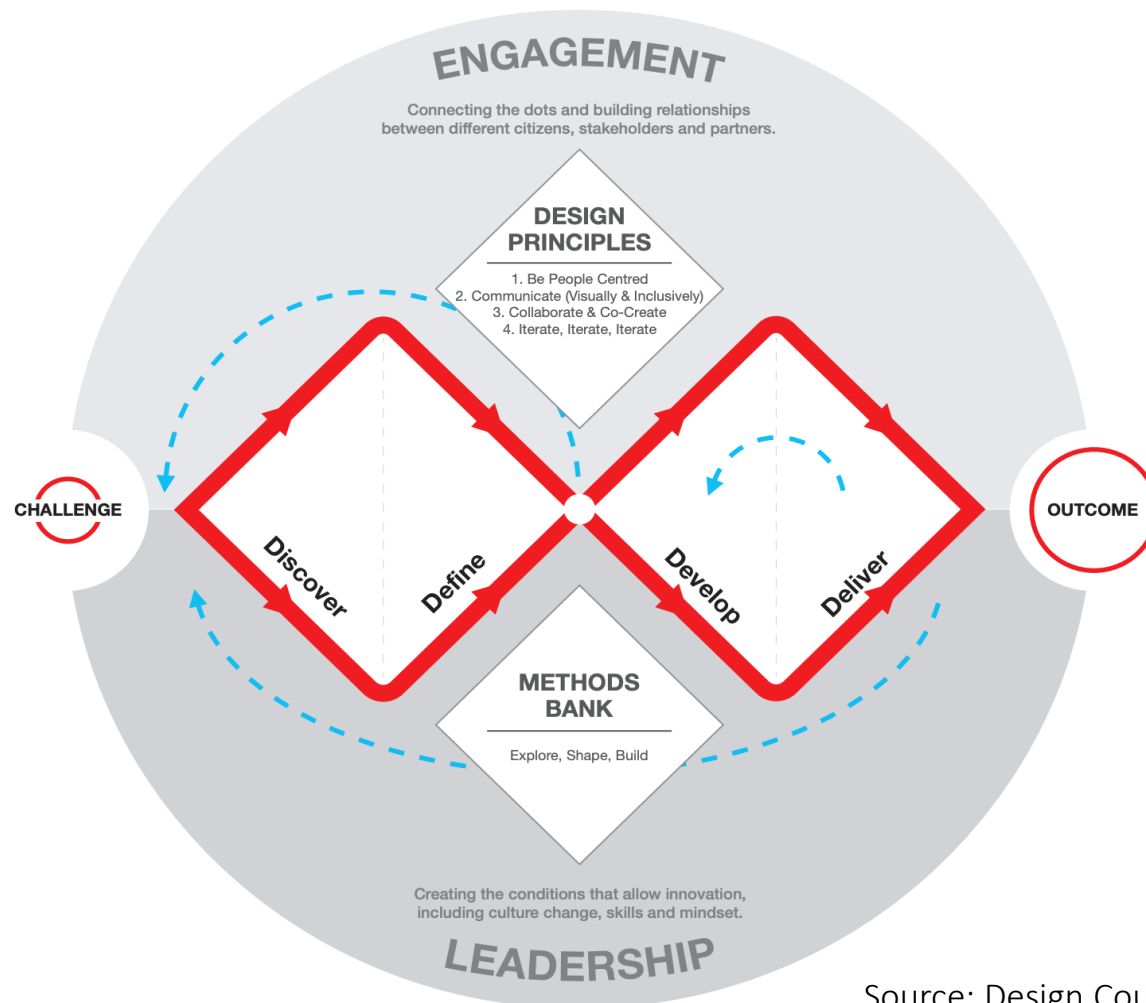 ENGAGEMENT
Connecting the dots and building relationships
between different citizens, stakeholders and partners.
DESIGN
PRINCIPLES
1. Be People Centred
2. Communicate (Visually & Inclusively)
3. Collaborate & Co-Create
4. Iterate, Iterate, Iterate
CHALLENGE
OUTCOME
Discover
Define
Develop
Deliver
METHODS
BANK
Explore, Shape, Build
Creating the conditions that allow innovation,
including culture change, skills and mindset.
LEADERSHIP
Source: Design